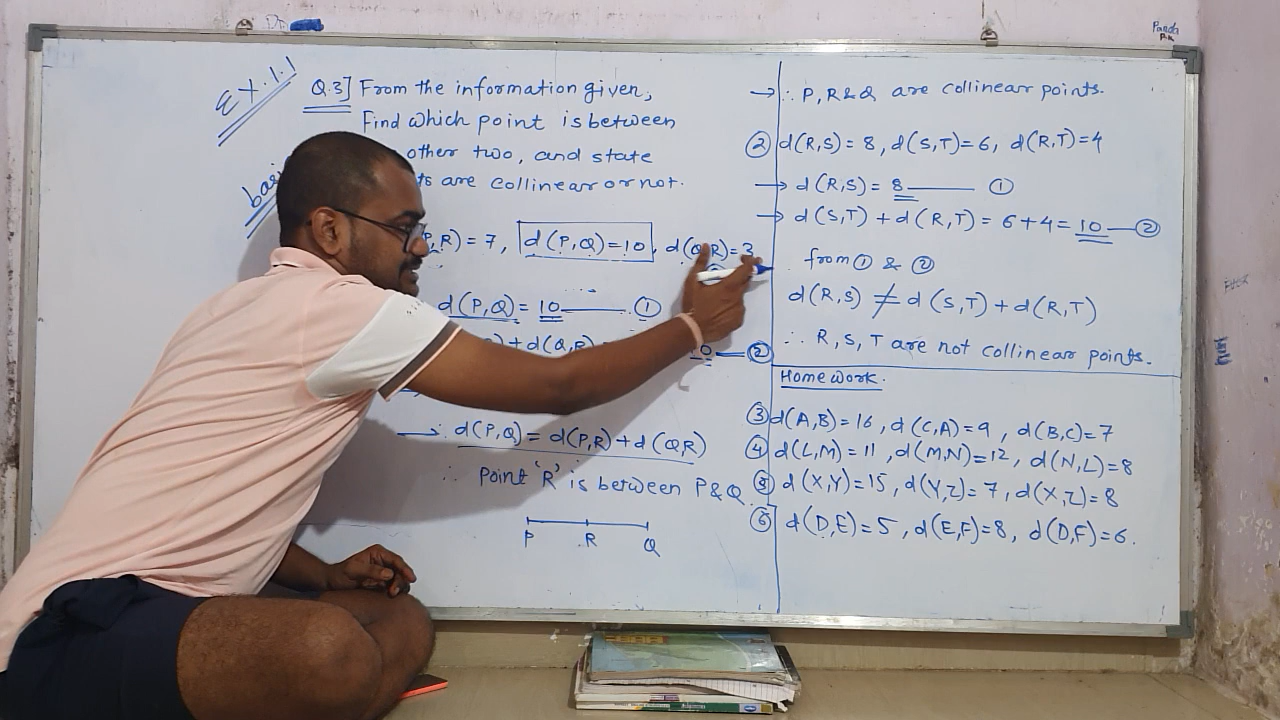 Ex.1.1
Q.3] From the information given,
Find which point is between
other two, and state
are collinear or not.
P,R) = 7, d(P,Q)=10, d(Q,R)=3
d(P,Q) = 10 ①
+ d(Q,R) ②
∴ d(P,Q) = d(P,R) + d(Q,R)
∴ Point 'R' is between P & Q.
P R Q
→ ∴ P, R & Q are collinear points.
② d(R,S) = 8, d(S,T)=6, d(R,T)=4
→ d(R,S) = 8 ①
→ d(S,T) + d(R,T) = 6+4 = 10 ②
from ① & ②
d(R,S) ≠ d(S,T) + d(R,T)
∴ R, S, T are not collinear points.
Homework.
③ d(A,B)=16, d(C,A)=9, d(B,C)=7
④ d(L,M) = 11, d(M,N)=12, d(N,L)=8
⑤ d(X,Y)=15, d(Y,Z)=7, d(X,Z)=8
⑥ d(D,E)=5, d(E,F)=8, d(D,F)=6.